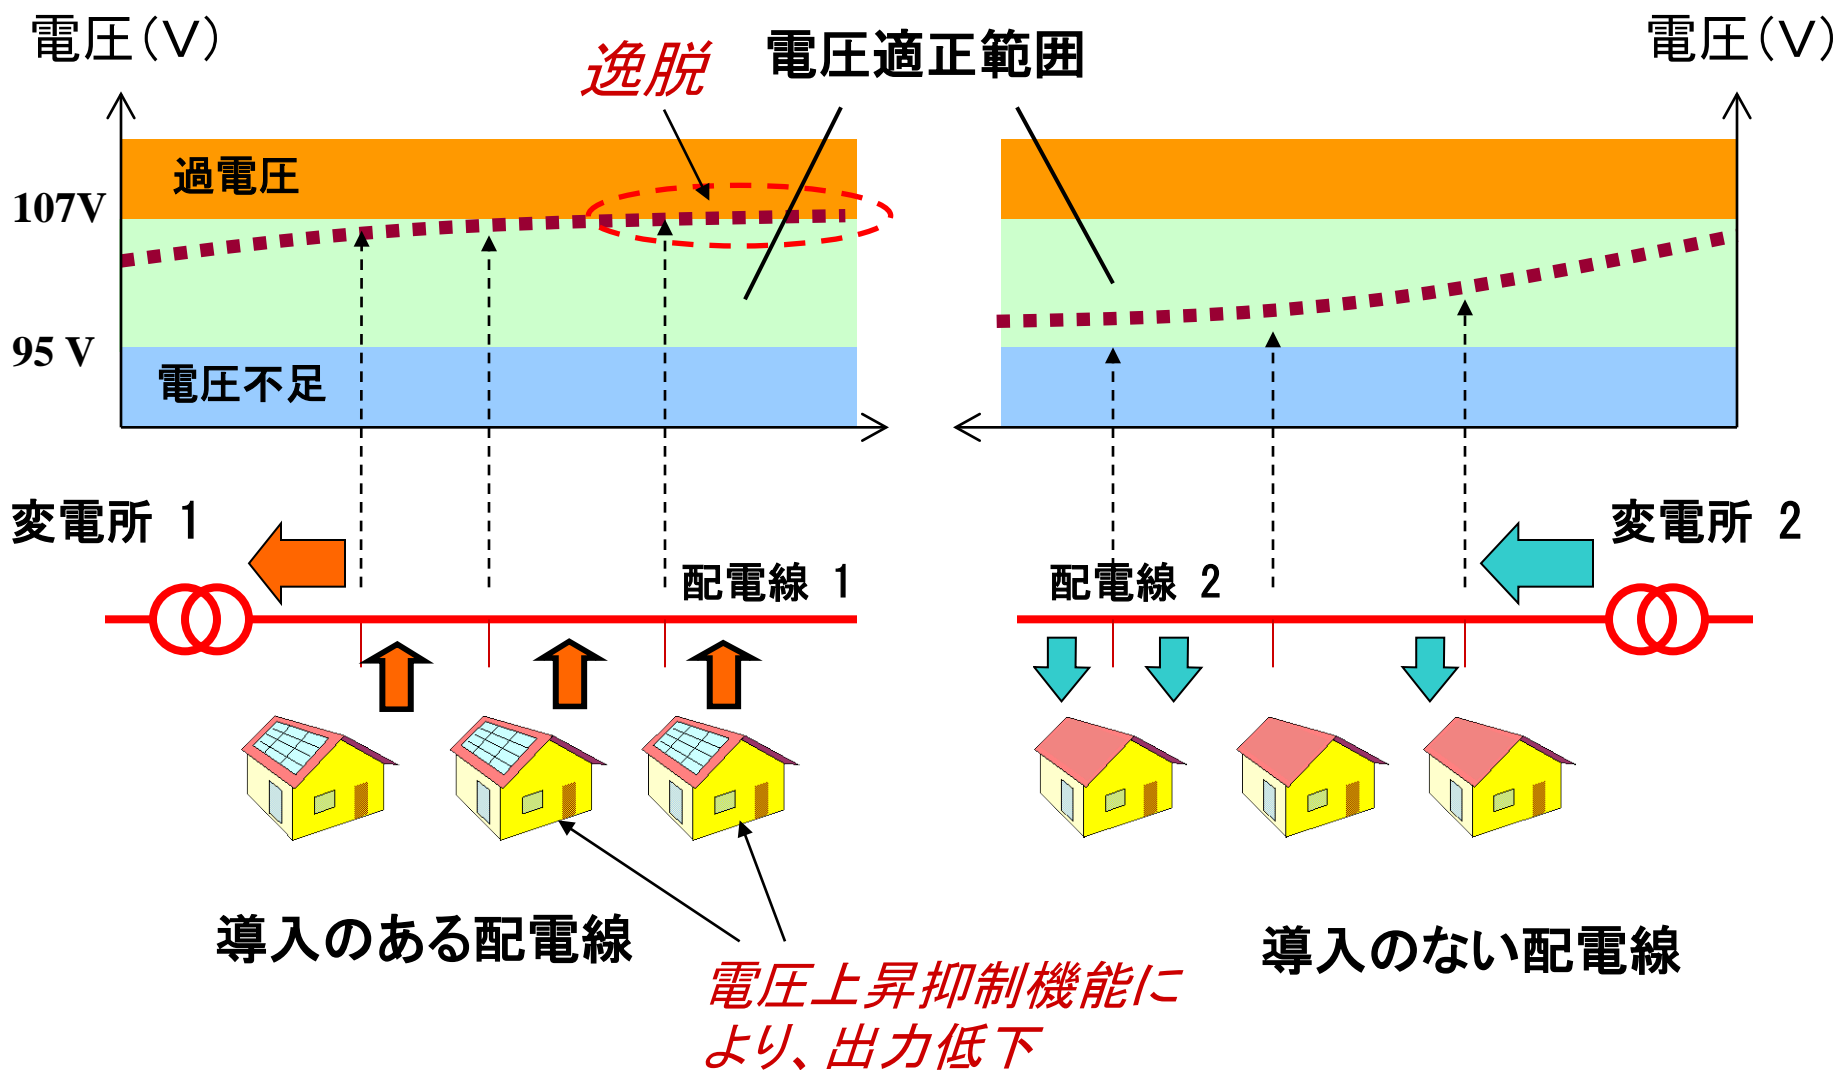 電圧(V)
逸脱
電圧適正範囲
電圧(V)
過電圧
107V
95 V
電圧不足
変電所 1
変電所 2
配電線 1
配電線 2
導入のある配電線
導入のない配電線
電圧上昇抑制機能に
より、出力低下